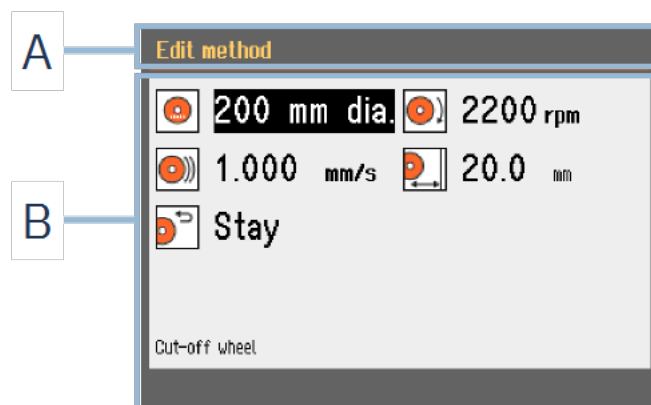 A
Edit method
200 mm dia. 2200 rpm
1.000 mm/s 20.0 mm
B
Stay
Cut-off wheel